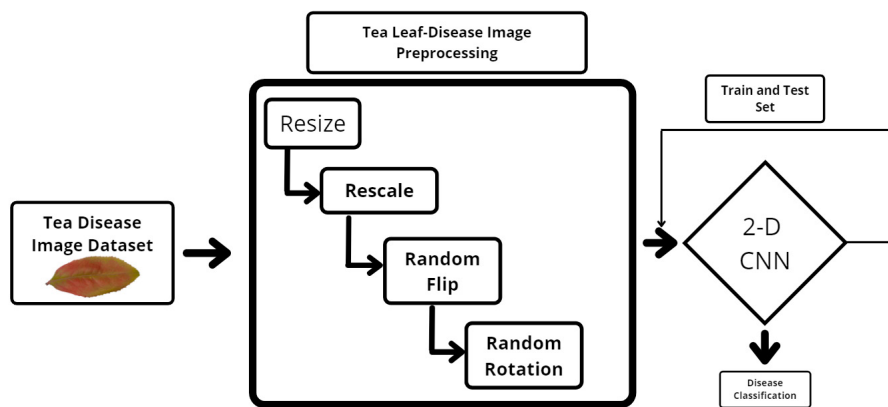 Tea Leaf-Disease Image
Preprocessing
Tea Disease
Image Dataset
Resize
Rescale
Random
Flip
Random
Rotation
Train and Test
Set
2-D
CNN
Disease
Classification